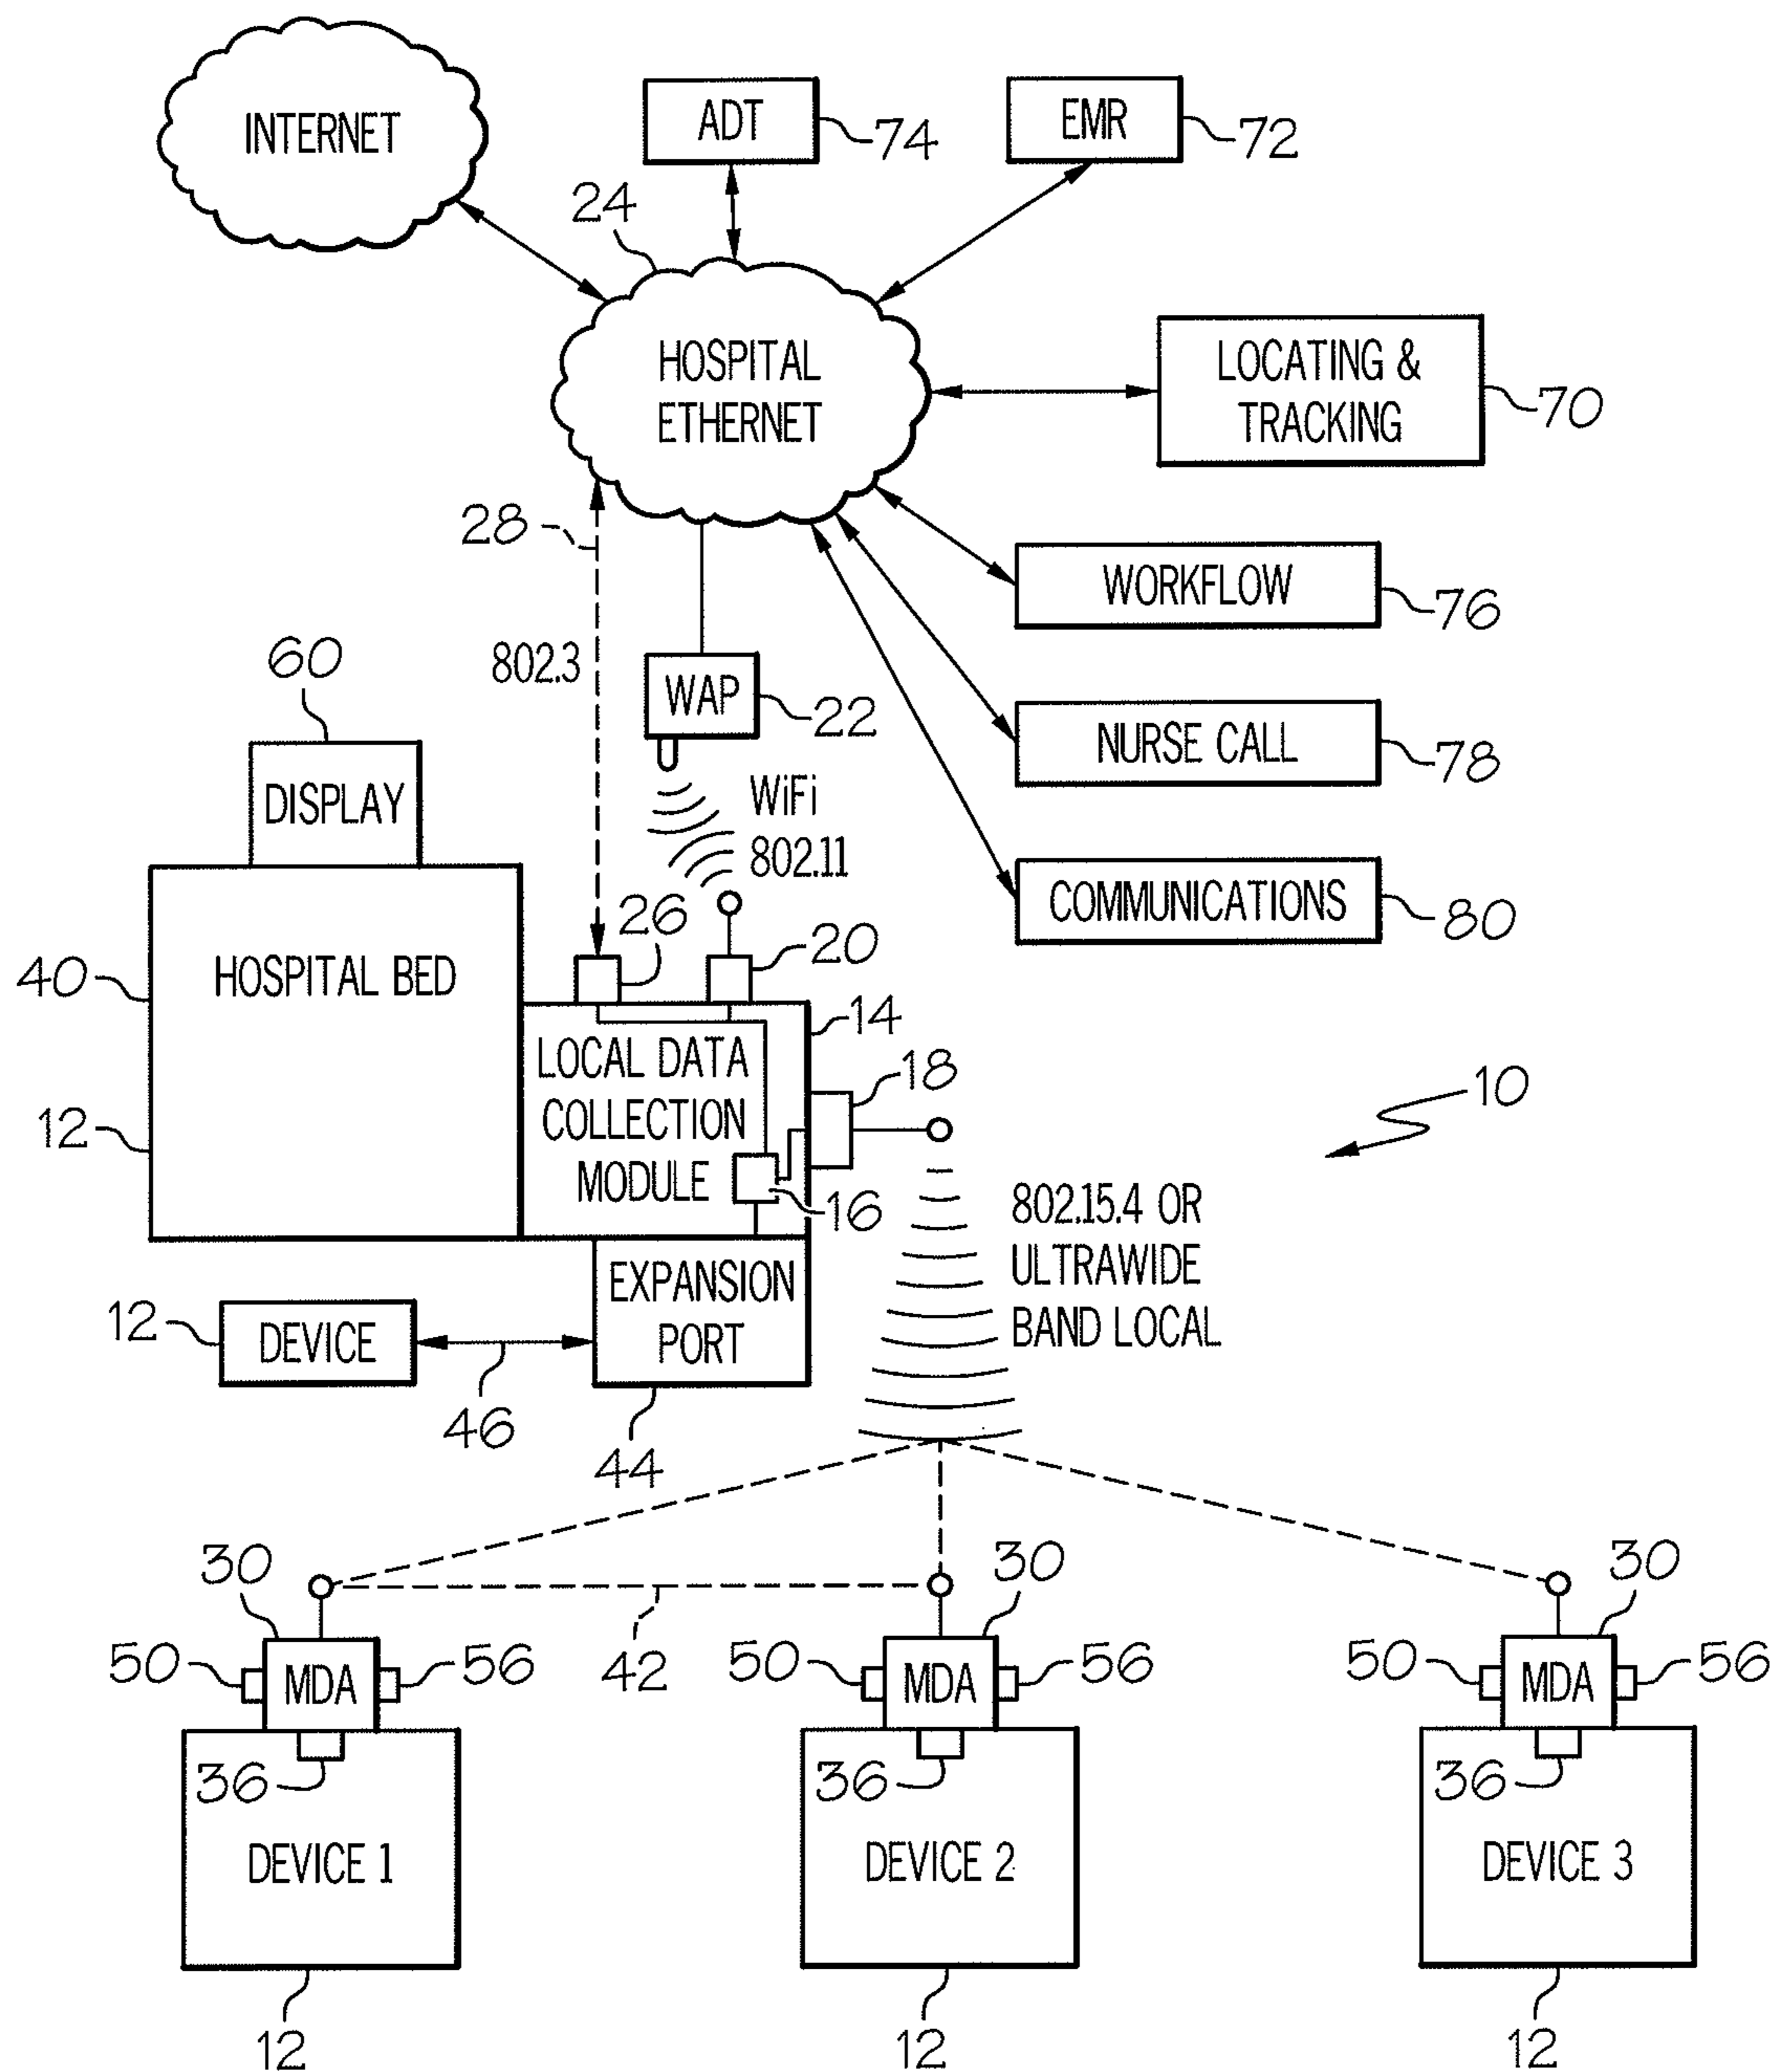 INTERNET
ADT
74
EMR
72
24
HOSPITAL
ETHERNET
LOCATING &
TRACKING
70
28
802.3
WORKFLOW
76
60
WAP
22
NURSE CALL
78
DISPLAY
WiFi
802.11
COMMUNICATIONS
80
26
20
40
HOSPITAL BED
14
LOCAL DATA
COLLECTION
MODULE
18
10
12
16
802.15.4 OR
ULTRAWIDE
BAND LOCAL
EXPANSION
PORT
12
DEVICE
46
44
30
30
30
50
MDA
56
42
50
MDA
56
50
MDA
56
36
36
36
DEVICE 1
DEVICE 2
DEVICE 3
12
12
12